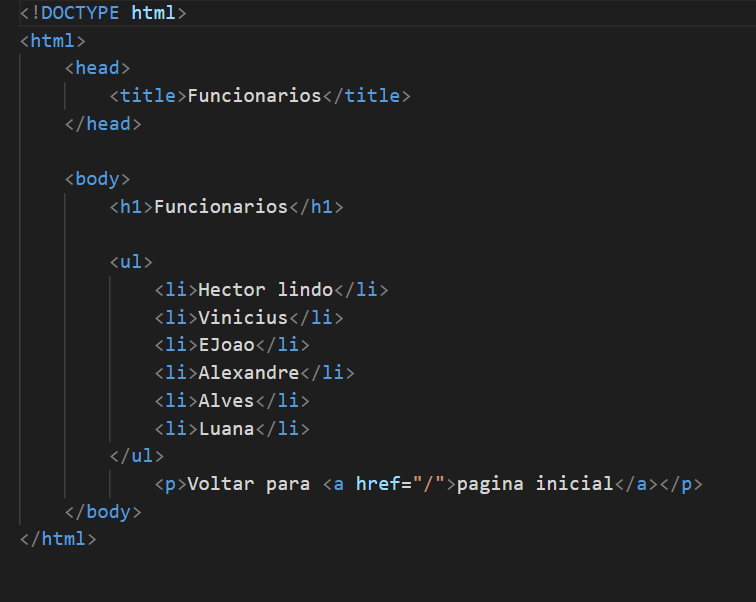 <!DOCTYPE html>
<html>
<head>
<title>Funcionarios</title>
</head>
<body>
<h1>Funcionarios</h1>
<ul>
<li>Hector lindo</li>
<li>Vinicius</li>
<li>EJoao</li>
<li>Alexandre</li>
<li>Alves</li>
<li>Luana</li>
</ul>
<p>Voltar para <a href="/">pagina inicial</a></p>
</body>
</html>